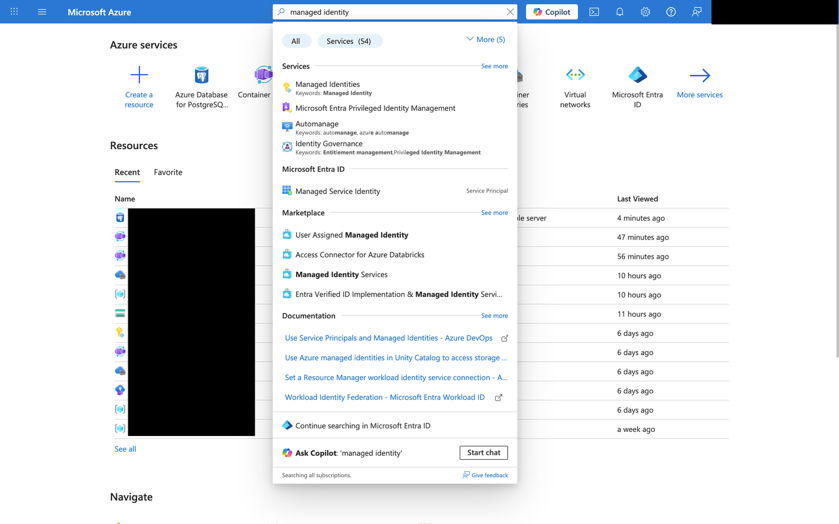 Microsoft Azure
managed identity
Copilot
All
Services (54)
More (5)
Services
See more
Managed Identities
Keywords: Managed Identity
Microsoft Entra Privileged Identity Management
Automanage
Keywords: automanage, azure automanage
Identity Governance
Keywords: Entitlement management,Privileged Identity Management
Microsoft Entra ID
Managed Service Identity
Service Principal
Marketplace
See more
User Assigned Managed Identity
Access Connector for Azure Databricks
Managed Identity Services
Entra Verified ID Implementation & Managed Identity Servi...
Documentation
See more
Use Service Principals and Managed Identities - Azure DevOps
Use Azure managed identities in Unity Catalog to access storage ...
Set a Resource Manager workload identity service connection - A...
Workload Identity Federation - Microsoft Entra Workload ID
Continue searching in Microsoft Entra ID
Ask Copilot: 'managed identity'
Start chat
Searching all subscriptions.
Give feedback
Azure services
Create a
resource
Azure Database
for PostgreSQ...
Container
iner
ries
Virtual
networks
Microsoft Entra
ID
More services
Resources
Recent
Favorite
Name
Last Viewed
le server
4 minutes ago
47 minutes ago
56 minutes ago
10 hours ago
10 hours ago
11 hours ago
6 days ago
6 days ago
6 days ago
6 days ago
6 days ago
a week ago
See all
Navigate